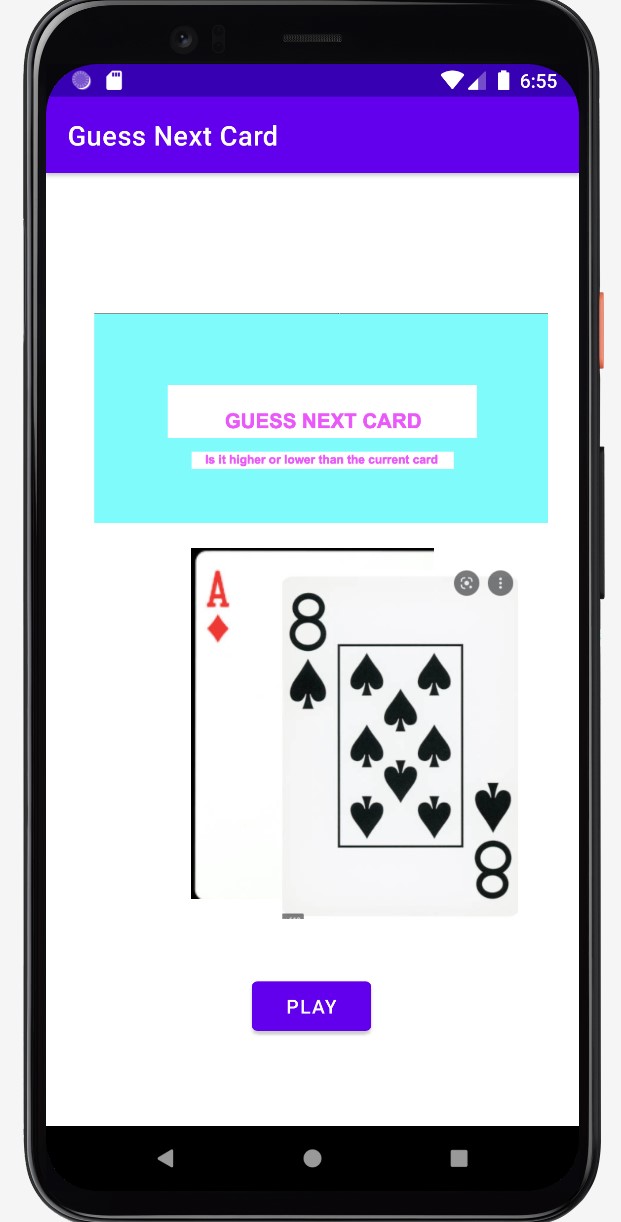 6:55
Guess Next Card
GUESS NEXT CARD
Is it higher or lower than the current card
A
8
8
PLAY